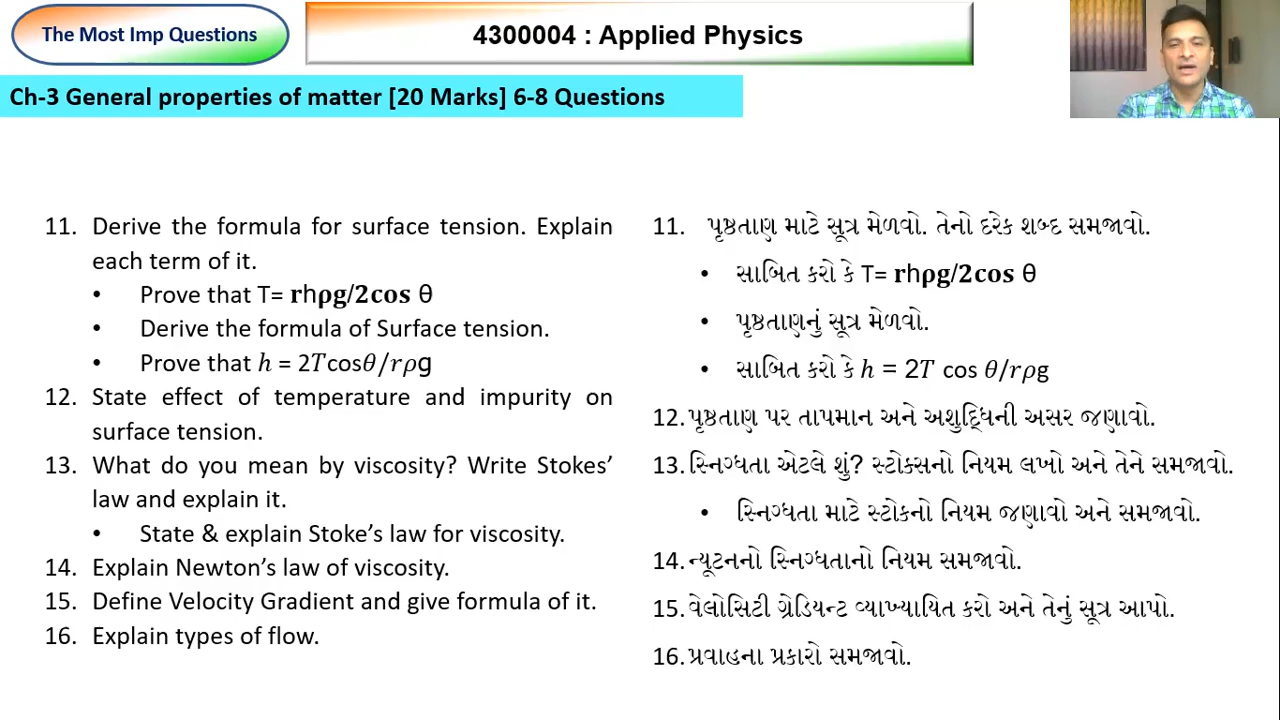 The Most Imp Questions
4300004 : Applied Physics
Ch-3 General properties of matter [20 Marks] 6-8 Questions
11. Derive the formula for surface tension. Explain
each term of it.
• Prove that T= rhρg/2cos θ
• Derive the formula of Surface tension.
• Prove that h = 2Tcosθ/rρg
12. State effect of temperature and impurity on
surface tension.
13. What do you mean by viscosity? Write Stokes’
law and explain it.
• State & explain Stoke’s law for viscosity.
14. Explain Newton’s law of viscosity.
15. Define Velocity Gradient and give formula of it.
16. Explain types of flow.
11. પૃષ્ઠતાણ માટે સૂત્ર મેળવો. તેનો દરેક શબ્દ સમજાવો.
• સાબિત કરો કે T= rhρg/2cos θ
• પૃષ્ઠતાણનું સૂત્ર મેળવો.
• સાબિત કરો કે h = 2T cos θ/rρg
12. પૃષ્ઠતાણ પર તાપમાન અને અશુદ્ધિની અસર જણાવો.
13. સ્નિગ્ધતા એટલે શું? સ્ટોક્સનો નિયમ લખો અને તેને સમજાવો.
• સ્નિગ્ધતા માટે સ્ટોકનો નિયમ જણાવો અને સમજાવો.
14. ન્યૂટનનો સ્નિગ્ધતાનો નિયમ સમજાવો.
15. વેલોસિટી ગ્રેડિયન્ટ વ્યાખ્યાયિત કરો અને તેનું સૂત્ર આપો.
16. પ્રવાહના પ્રકારો સમજાવો.